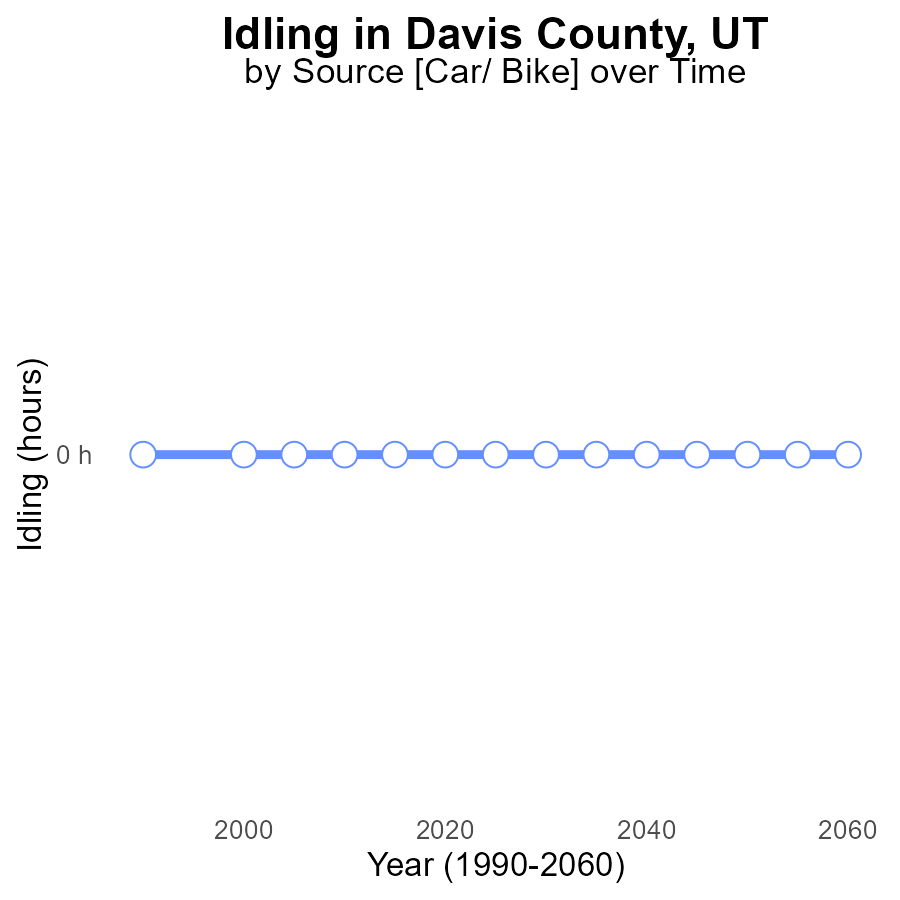 Idling in Davis County, UT
by Source [Car/ Bike] over Time
Idling (hours)
0 h
2000
2020
2040
2060
Year (1990-2060)